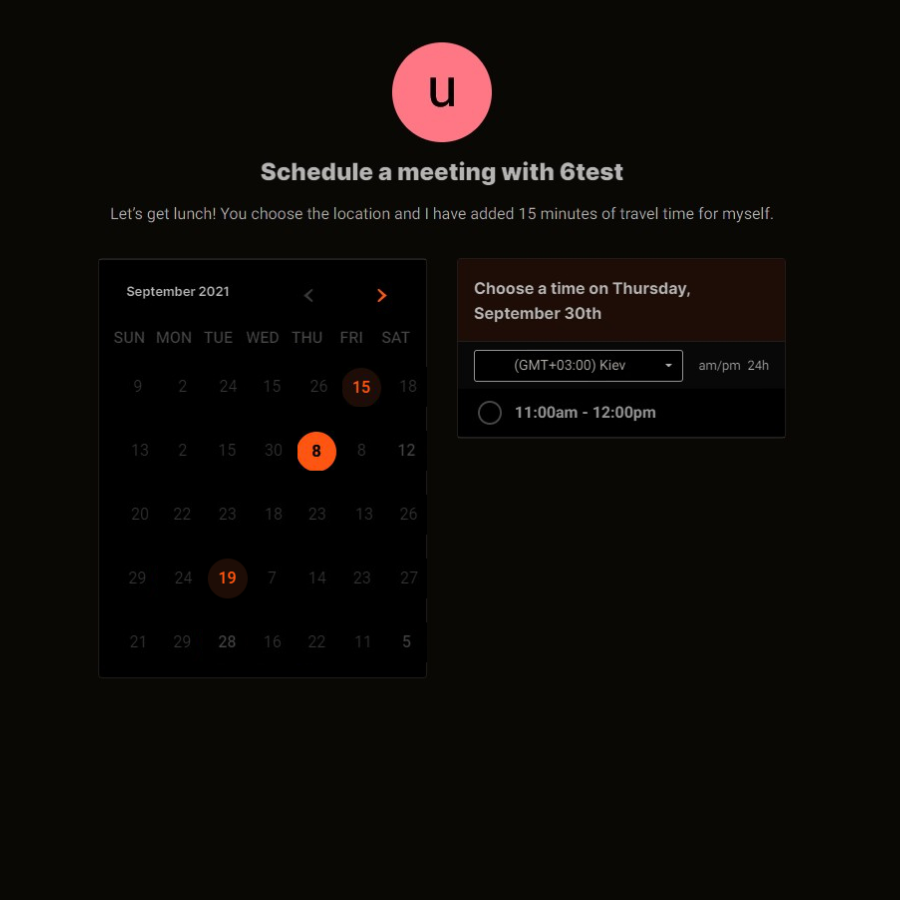 u
Schedule a meeting with 6test
Let's get lunch! You choose the location and I have added 15 minutes of travel time for myself.
September 2021
SUN MON TUE WED THU FRI SAT
9 2 24 15 26 15 18
13 2 15 30 8 8 12
20 22 23 18 23 13 26
29 24 19 7 14 23 27
21 29 28 16 22 11 5
Choose a time on Thursday,
September 30th
(GMT+03:00) Kiev am/pm 24h
11:00am - 12:00pm